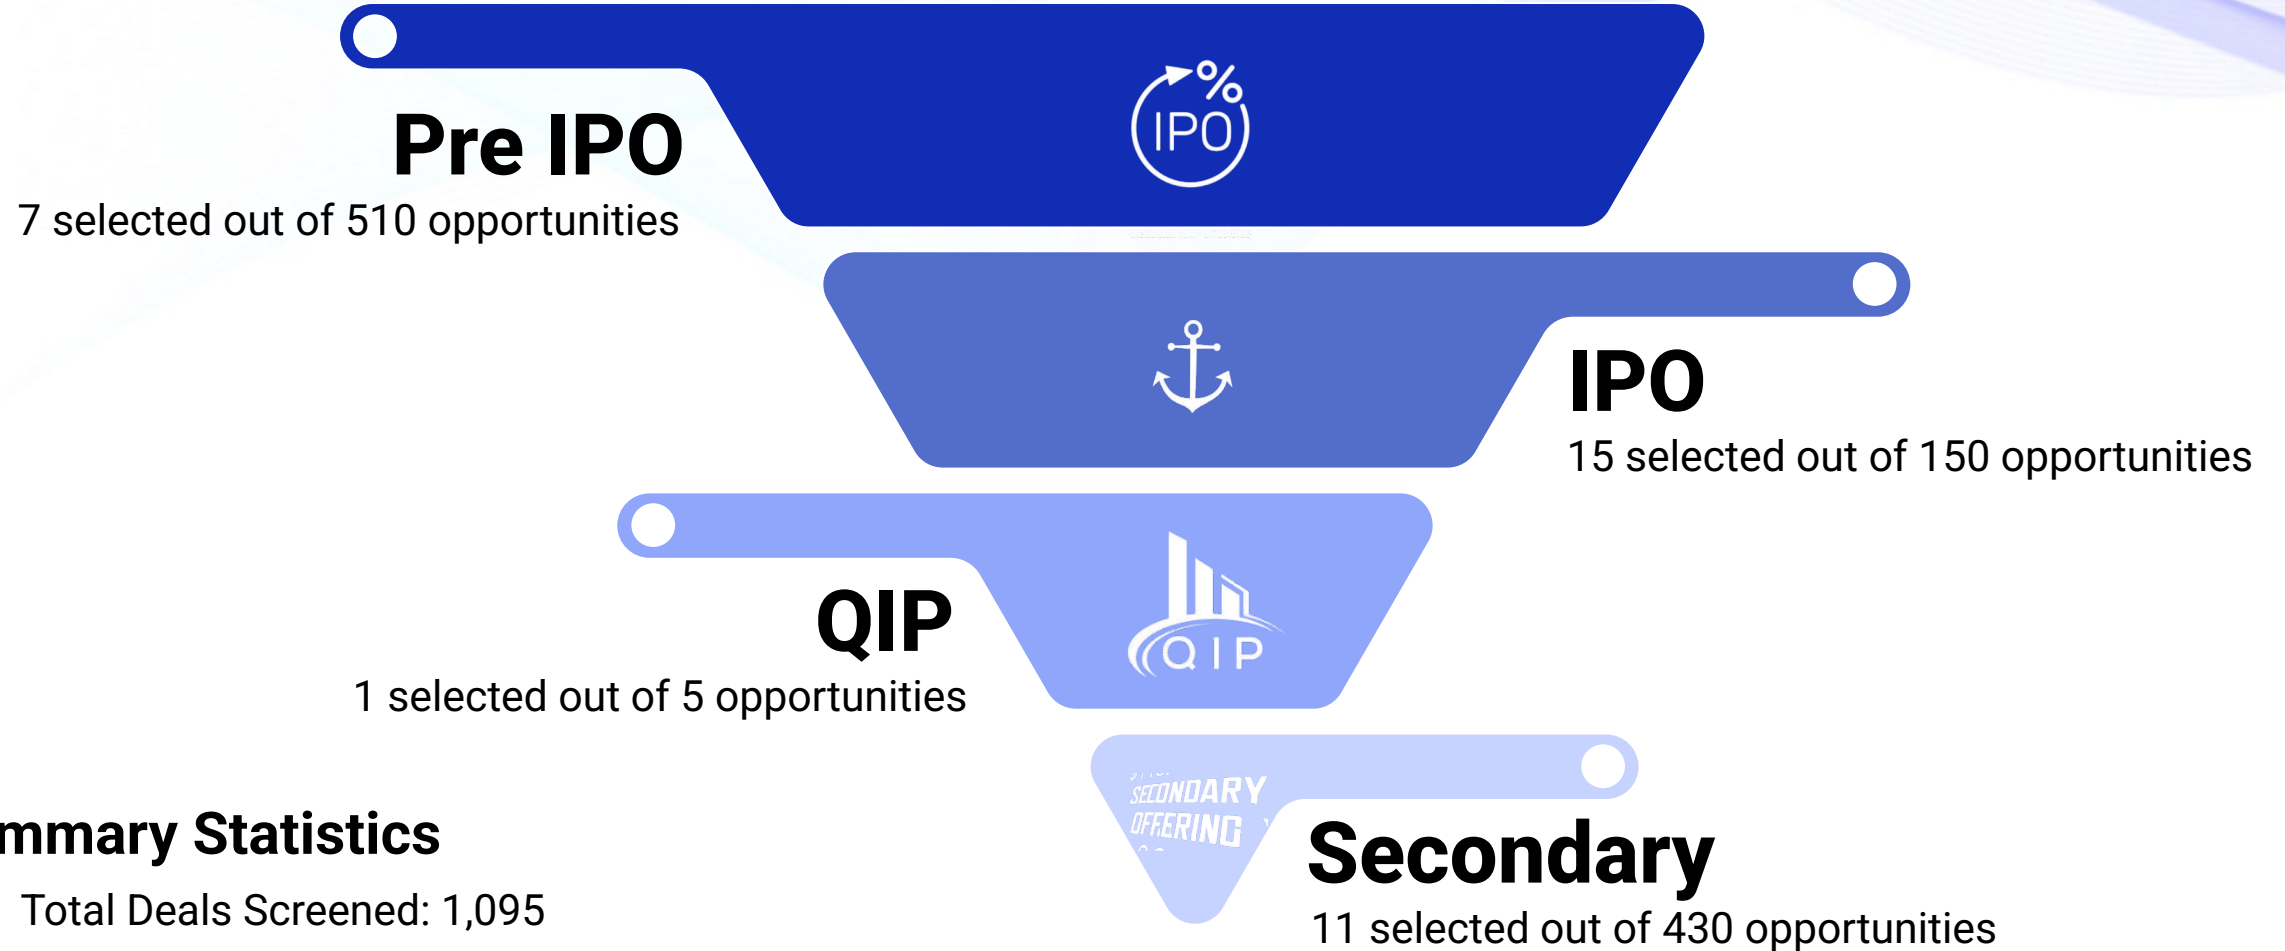 %
IPO
Pre IPO
7 selected out of 510 opportunities
IPO
15 selected out of 150 opportunities
QIP
QIP
1 selected out of 5 opportunities
SECONDARY
OFFERING
Secondary
11 selected out of 430 opportunities
mmary Statistics
Total Deals Screened: 1,095